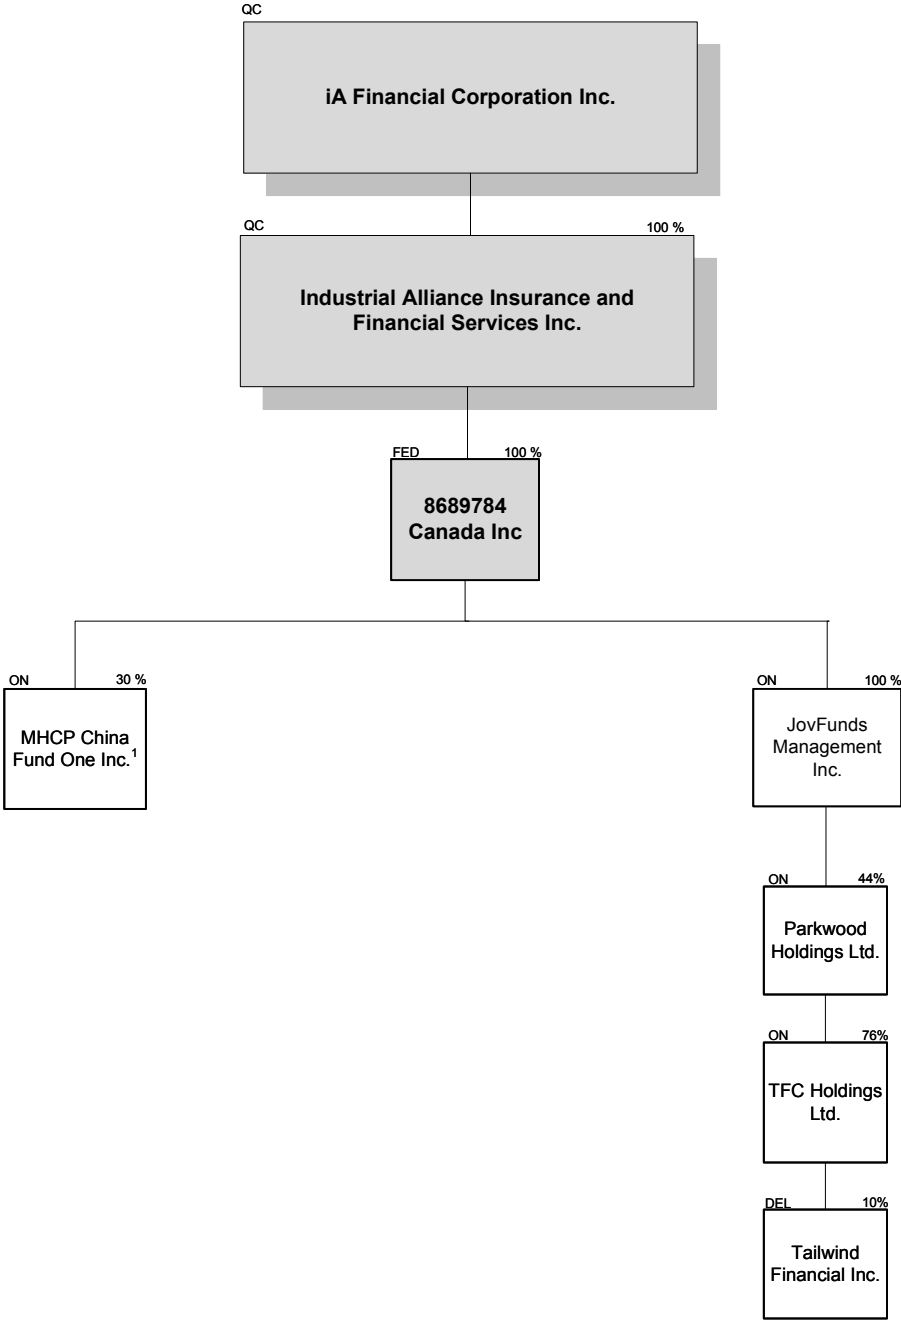 QC
iA Financial Corporation Inc.
QC 100 %
Industrial Alliance Insurance and
Financial Services Inc.
FED 100 %
8689784
Canada Inc
ON 30 %
MHCP China
Fund One Inc.1
ON 100 %
JovFunds
Management
Inc.
ON 44%
Parkwood
Holdings Ltd.
ON 76%
TFC Holdings
Ltd.
DEL 10%
Tailwind
Financial Inc.